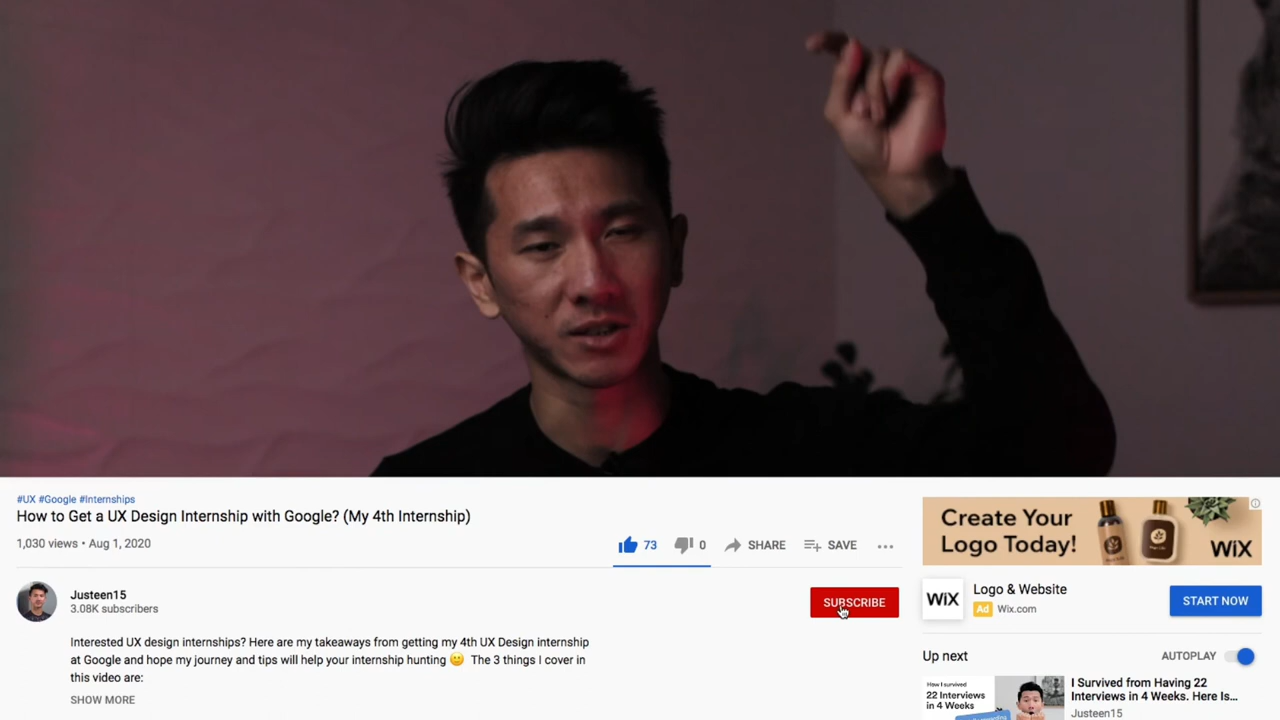 #UX #Google #Internships
How to Get a UX Design Internship with Google? (My 4th Internship)
1,030 views • Aug 1, 2020
73
0
SHARE
SAVE
Justeen15
3.08K subscribers
SUBSCRIBE
Interested UX design internships? Here are my takeaways from getting my 4th UX Design internship
at Google and hope my journey and tips will help your internship hunting 🙂 The 3 things I cover in
this video are:
SHOW MORE
Create Your
Logo Today!
WiX
WiX
Logo & Website
Ad Wix.com
START NOW
Up next
AUTOPLAY
How I survived
22 Interviews
in 4 Weeks
I Survived from Having 22
Interviews in 4 Weeks. Here Is...
Justeen15